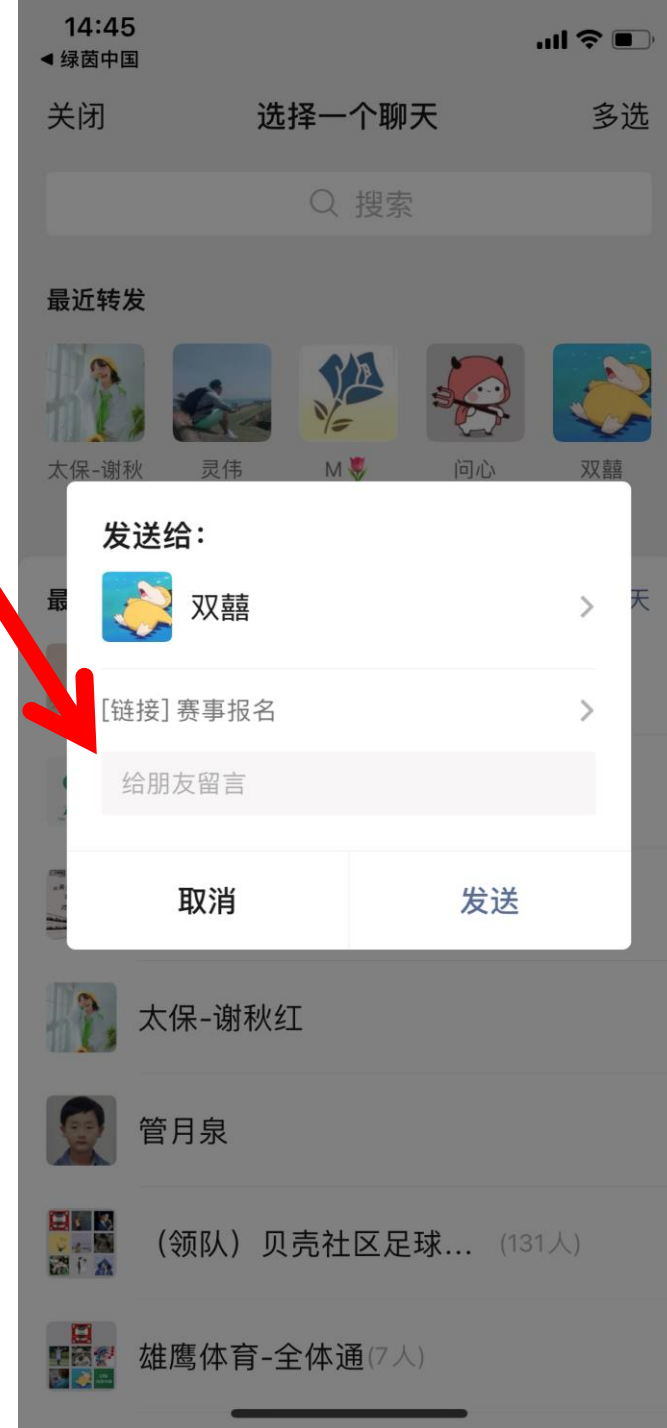 14:45
◀ 绿茵中国
关闭 选择一个聊天 多选
搜索
最近转发
太保-谢秋 灵伟 M🌷 问心 双囍
发送给：
最 天
双囍
[链接] 赛事报名
给朋友留言
取消 发送
太保-谢秋红
管月泉
（领队）贝壳社区足球... (131人)
雄鹰体育-全体通(7人)